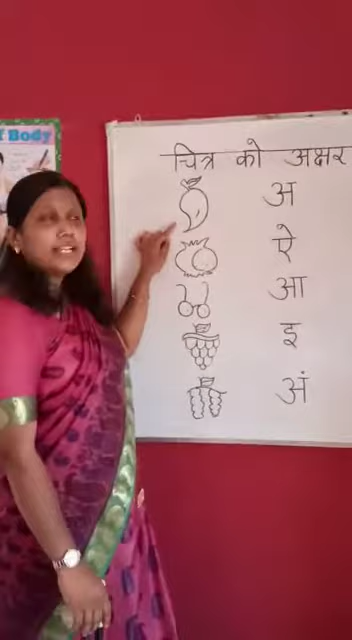 f Body
चित्र को अक्षर
अ
ऐ
आ
इ
अं